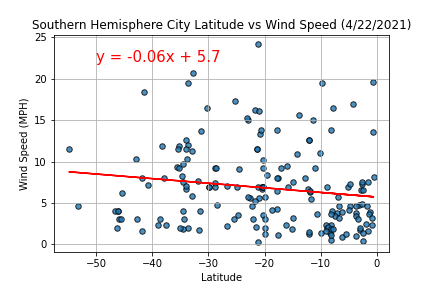 Southern Hemisphere City Latitude vs Wind Speed (4/22/2021)
y = -0.06x + 5.7
25
20
15
10
5
0
Wind Speed (MPH)
−50 −40 −30 −20 −10 0
Latitude